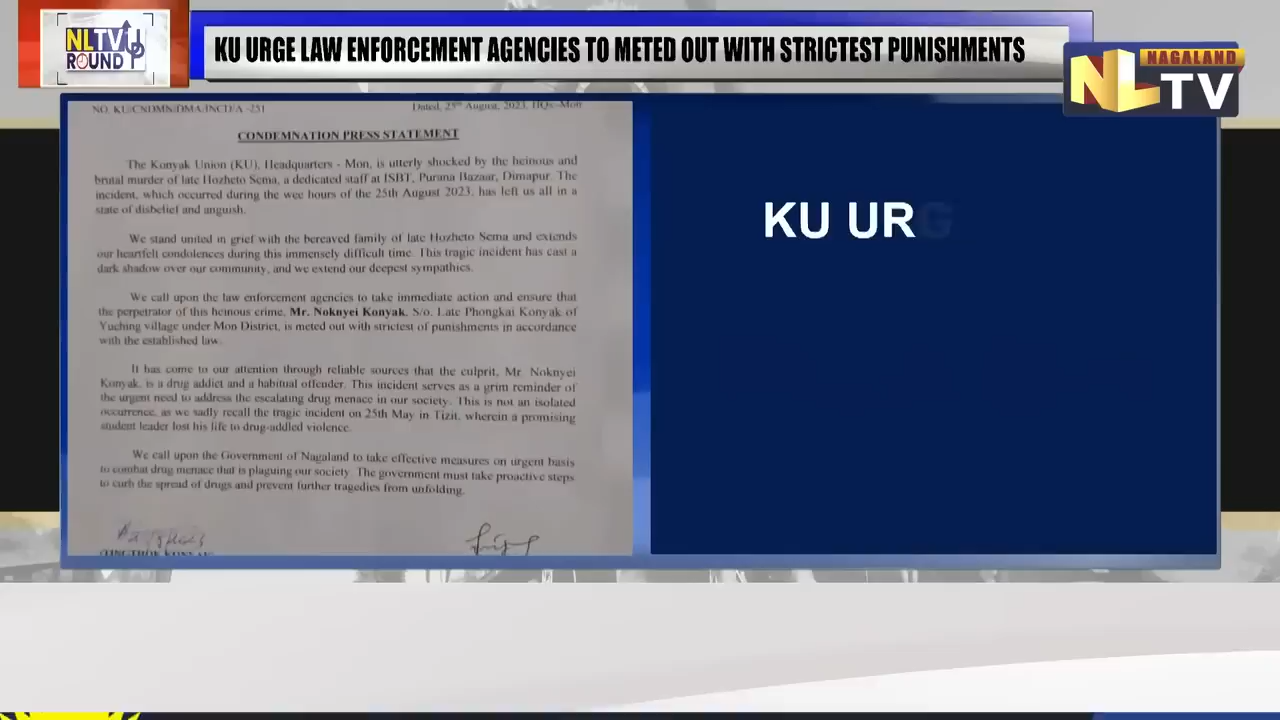 NLTV
ROUND UP
KU URGE LAW ENFORCEMENT AGENCIES TO METED OUT WITH STRICTEST PUNISHMENTS
NAGALAND
NLTV
NO. KU/CNDMN/DMA/INCD/A -251
Dated, 25th August, 2023, HQs-Mon
CONDEMNATION PRESS STATEMENT
The Konyak Union (KU), Headquarters - Mon, is utterly shocked by the heinous and
brutal murder of late Hozheto Sema, a dedicated staff at ISBT, Purana Bazaar, Dimapur. The
incident, which occurred during the wee hours of the 25th August 2023, has left us all in a
state of disbelief and anguish.
We stand united in grief with the bereaved family of late Hozheto Sema and extends
our heartfelt condolences during this immensely difficult time. This tragic incident has cast a
dark shadow over our community, and we extend our deepest sympathies.
We call upon the law enforcement agencies to take immediate action and ensure that
the perpetrator of this heinous crime, Mr. Noknyei Konyak, S/o. Late Phongkai Konyak of
Yuching village under Mon District, is meted out with strictest of punishments in accordance
with the established law.
It has come to our attention through reliable sources that the culprit, Mr. Noknyei
Konyak, is a drug addict and a habitual offender. This incident serves as a grim reminder of
the urgent need to address the escalating drug menace in our society. This is not an isolated
occurrence, as we sadly recall the tragic incident on 25th May in Tizit, wherein a promising
student leader lost his life to drug-addled violence.
We call upon the Government of Nagaland to take effective measures on urgent basis
to combat drug menace that is plaguing our society. The government must take proactive steps
to curb the spread of drugs and prevent further tragedies from unfolding.
KU URG